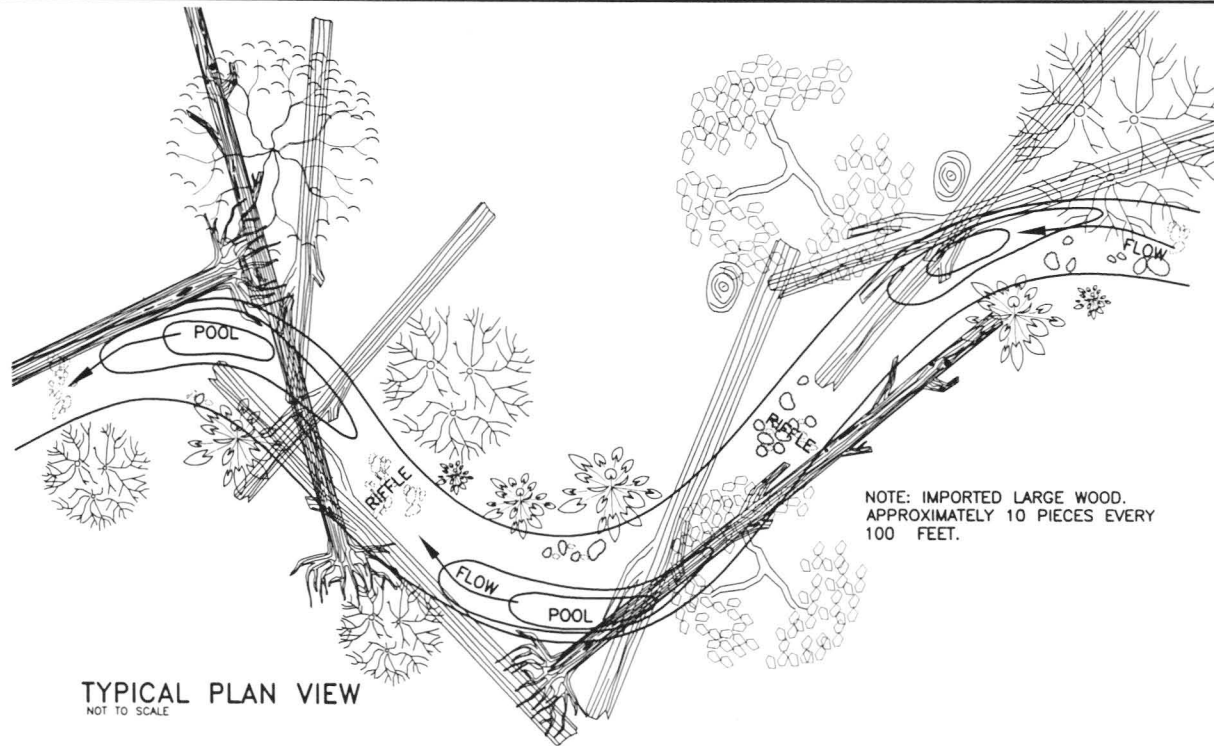 FLOW
POOL
RIFFLE
RIFFLE
NOTE: IMPORTED LARGE WOOD.
APPROXIMATELY 10 PIECES EVERY
100 FEET.
FLOW
POOL
TYPICAL PLAN VIEW
NOT TO SCALE